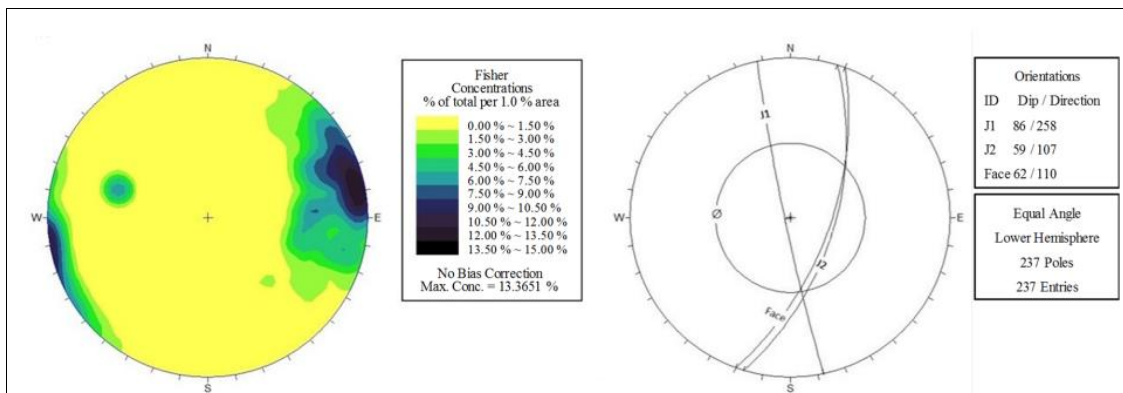 N
W
E
S
Fisher
Concentrations
% of total per 1.0 % area
0.00 % ~ 1.50 %
1.50 % ~ 3.00 %
3.00 % ~ 4.50 %
4.50 % ~ 6.00 %
6.00 % ~ 7.50 %
7.50 % ~ 9.00 %
9.00 % ~ 10.50 %
10.50 % ~ 12.00 %
12.00 % ~ 13.50 %
13.50 % ~ 15.00 %
No Bias Correction
Max. Conc. = 13.3651 %
N
J1
W
Ø
E
J2
Face
S
Orientations
ID Dip / Direction
J1 86 / 258
J2 59 / 107
Face 62 / 110
Equal Angle
Lower Hemisphere
237 Poles
237 Entries